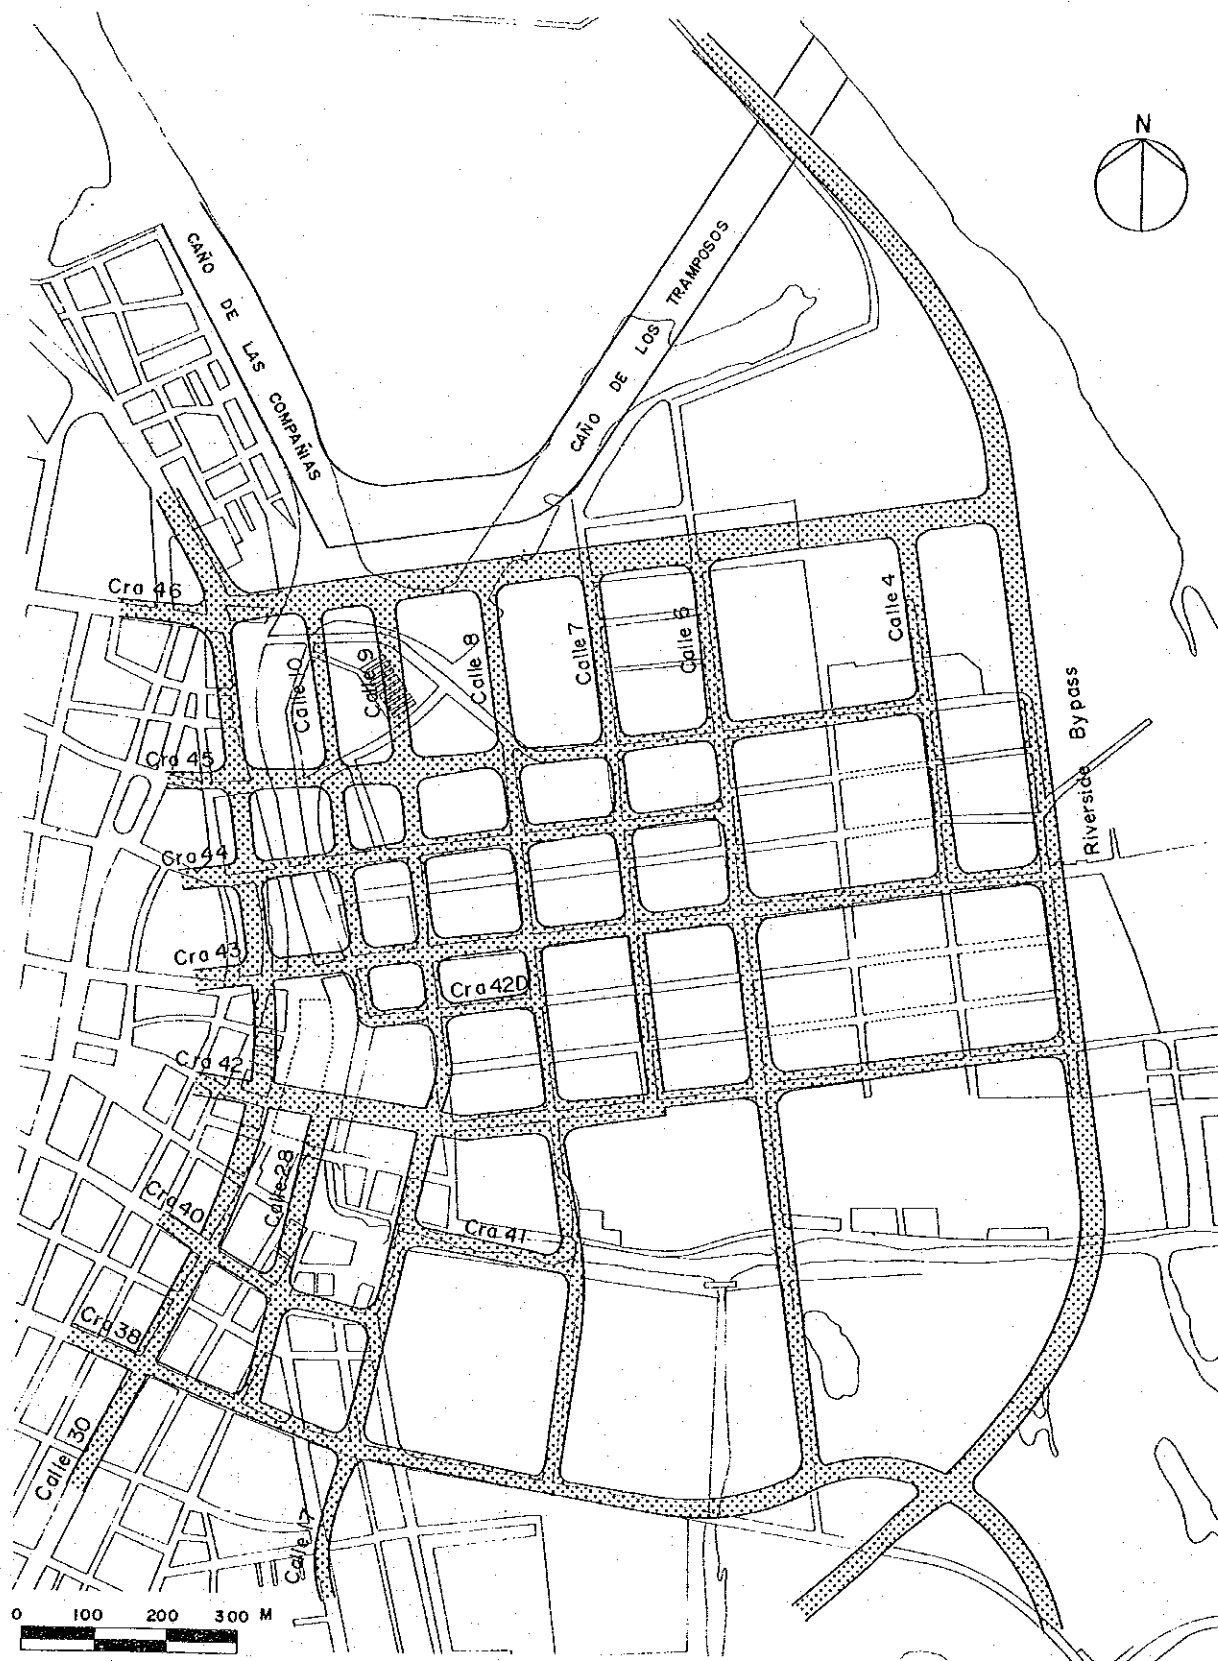 N
CAÑO DE LAS COMPAÑIAS
CAÑO DE LOS TRAMPOSOS
Cra 46
Calle 4
Calle 10
Calle 9
Calle 8
Calle 7
Calle 6
Riverside Bypass
Cra 45
Cra 44
Cra 43
Cra 42D
Cra 42
Calle 28
Cra 40
Cra 41
Cra 38
Calle 30
Calle 17
0 100 200 300 M